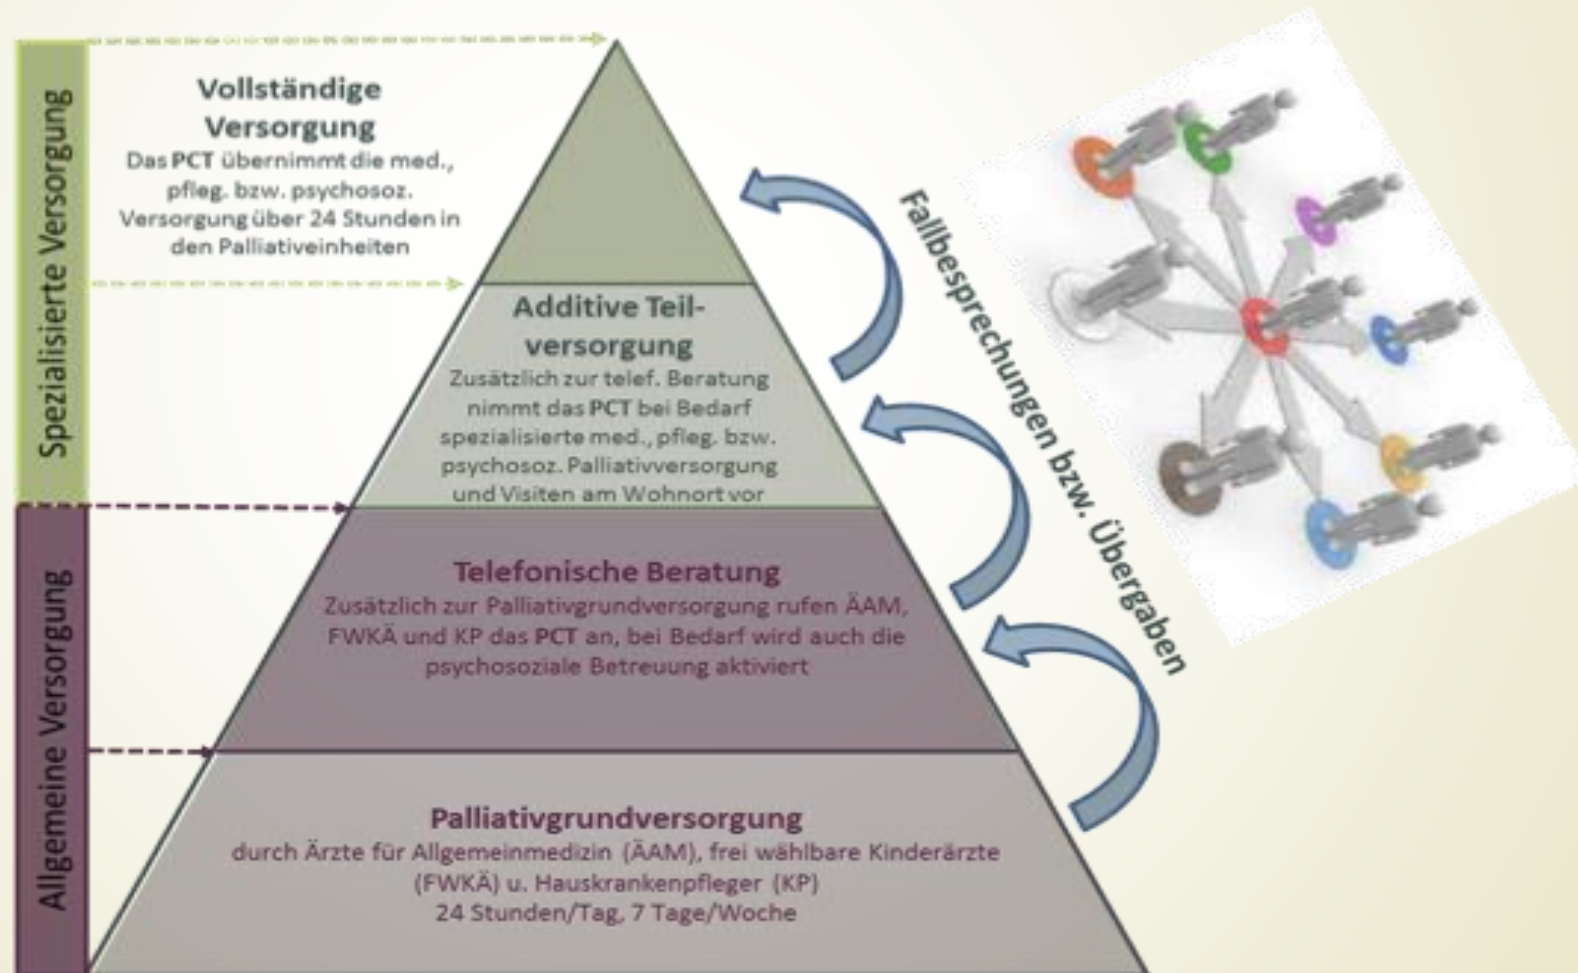 Spezialisierte Versorgung
Vollständige
Versorgung
Das PCT übernimmt die med.,
pfleg. bzw. psychosoz.
Versorgung über 24 Stunden in
den Palliativeinheiten
Additive Teil-
versorgung
Zusätzlich zur telef. Beratung
nimmt das PCT bei Bedarf
spezialisierte med., pfleg. bzw.
psychosoz. Palliativversorgung
und Visiten am Wohnort vor
Fallbesprechungen bzw. Übergaben
Allgemeine Versorgung
Telefonische Beratung
Zusätzlich zur Palliativgrundversorgung rufen ÄAM,
FWKÄ und KP das PCT an, bei Bedarf wird auch die
psychosoziale Betreuung aktiviert
Palliativgrundversorgung
durch Ärzte für Allgemeinmedizin (ÄAM), frei wählbare Kinderärzte
(FWKÄ) u. Hauskrankenpfleger (KP)
24 Stunden/Tag, 7 Tage/Woche